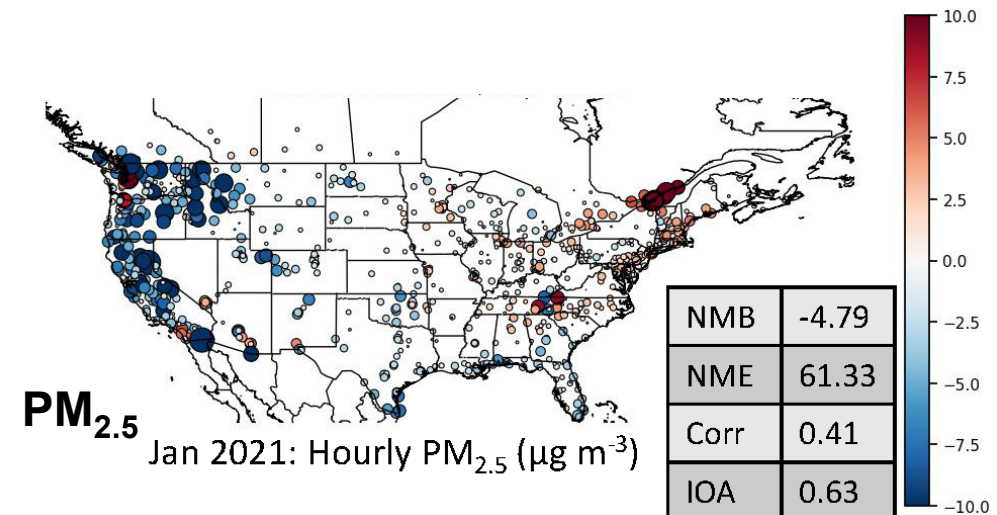 10.0
7.5
5.0
2.5
0.0
−2.5
−5.0
−7.5
−10.0
NMB -4.79
NME 61.33
Corr 0.41
IOA 0.63
PM2.5
Jan 2021: Hourly PM2.5 (µg m-3)